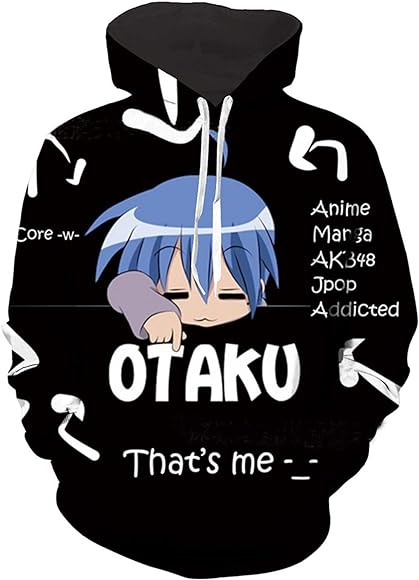 Core -w-
Anime
Manga
AKB48
Jpop
Addicted
OTAKU
That's me -_-